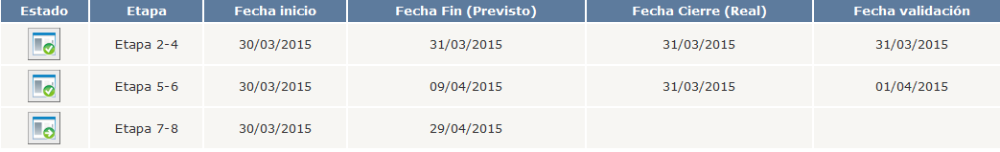 Estado Etapa Fecha inicio Fecha Fin (Previsto) Fecha Cierre (Real) Fecha validación
Etapa 2-4 30/03/2015 31/03/2015 31/03/2015 31/03/2015
Etapa 5-6 30/03/2015 09/04/2015 31/03/2015 01/04/2015
Etapa 7-8 30/03/2015 29/04/2015